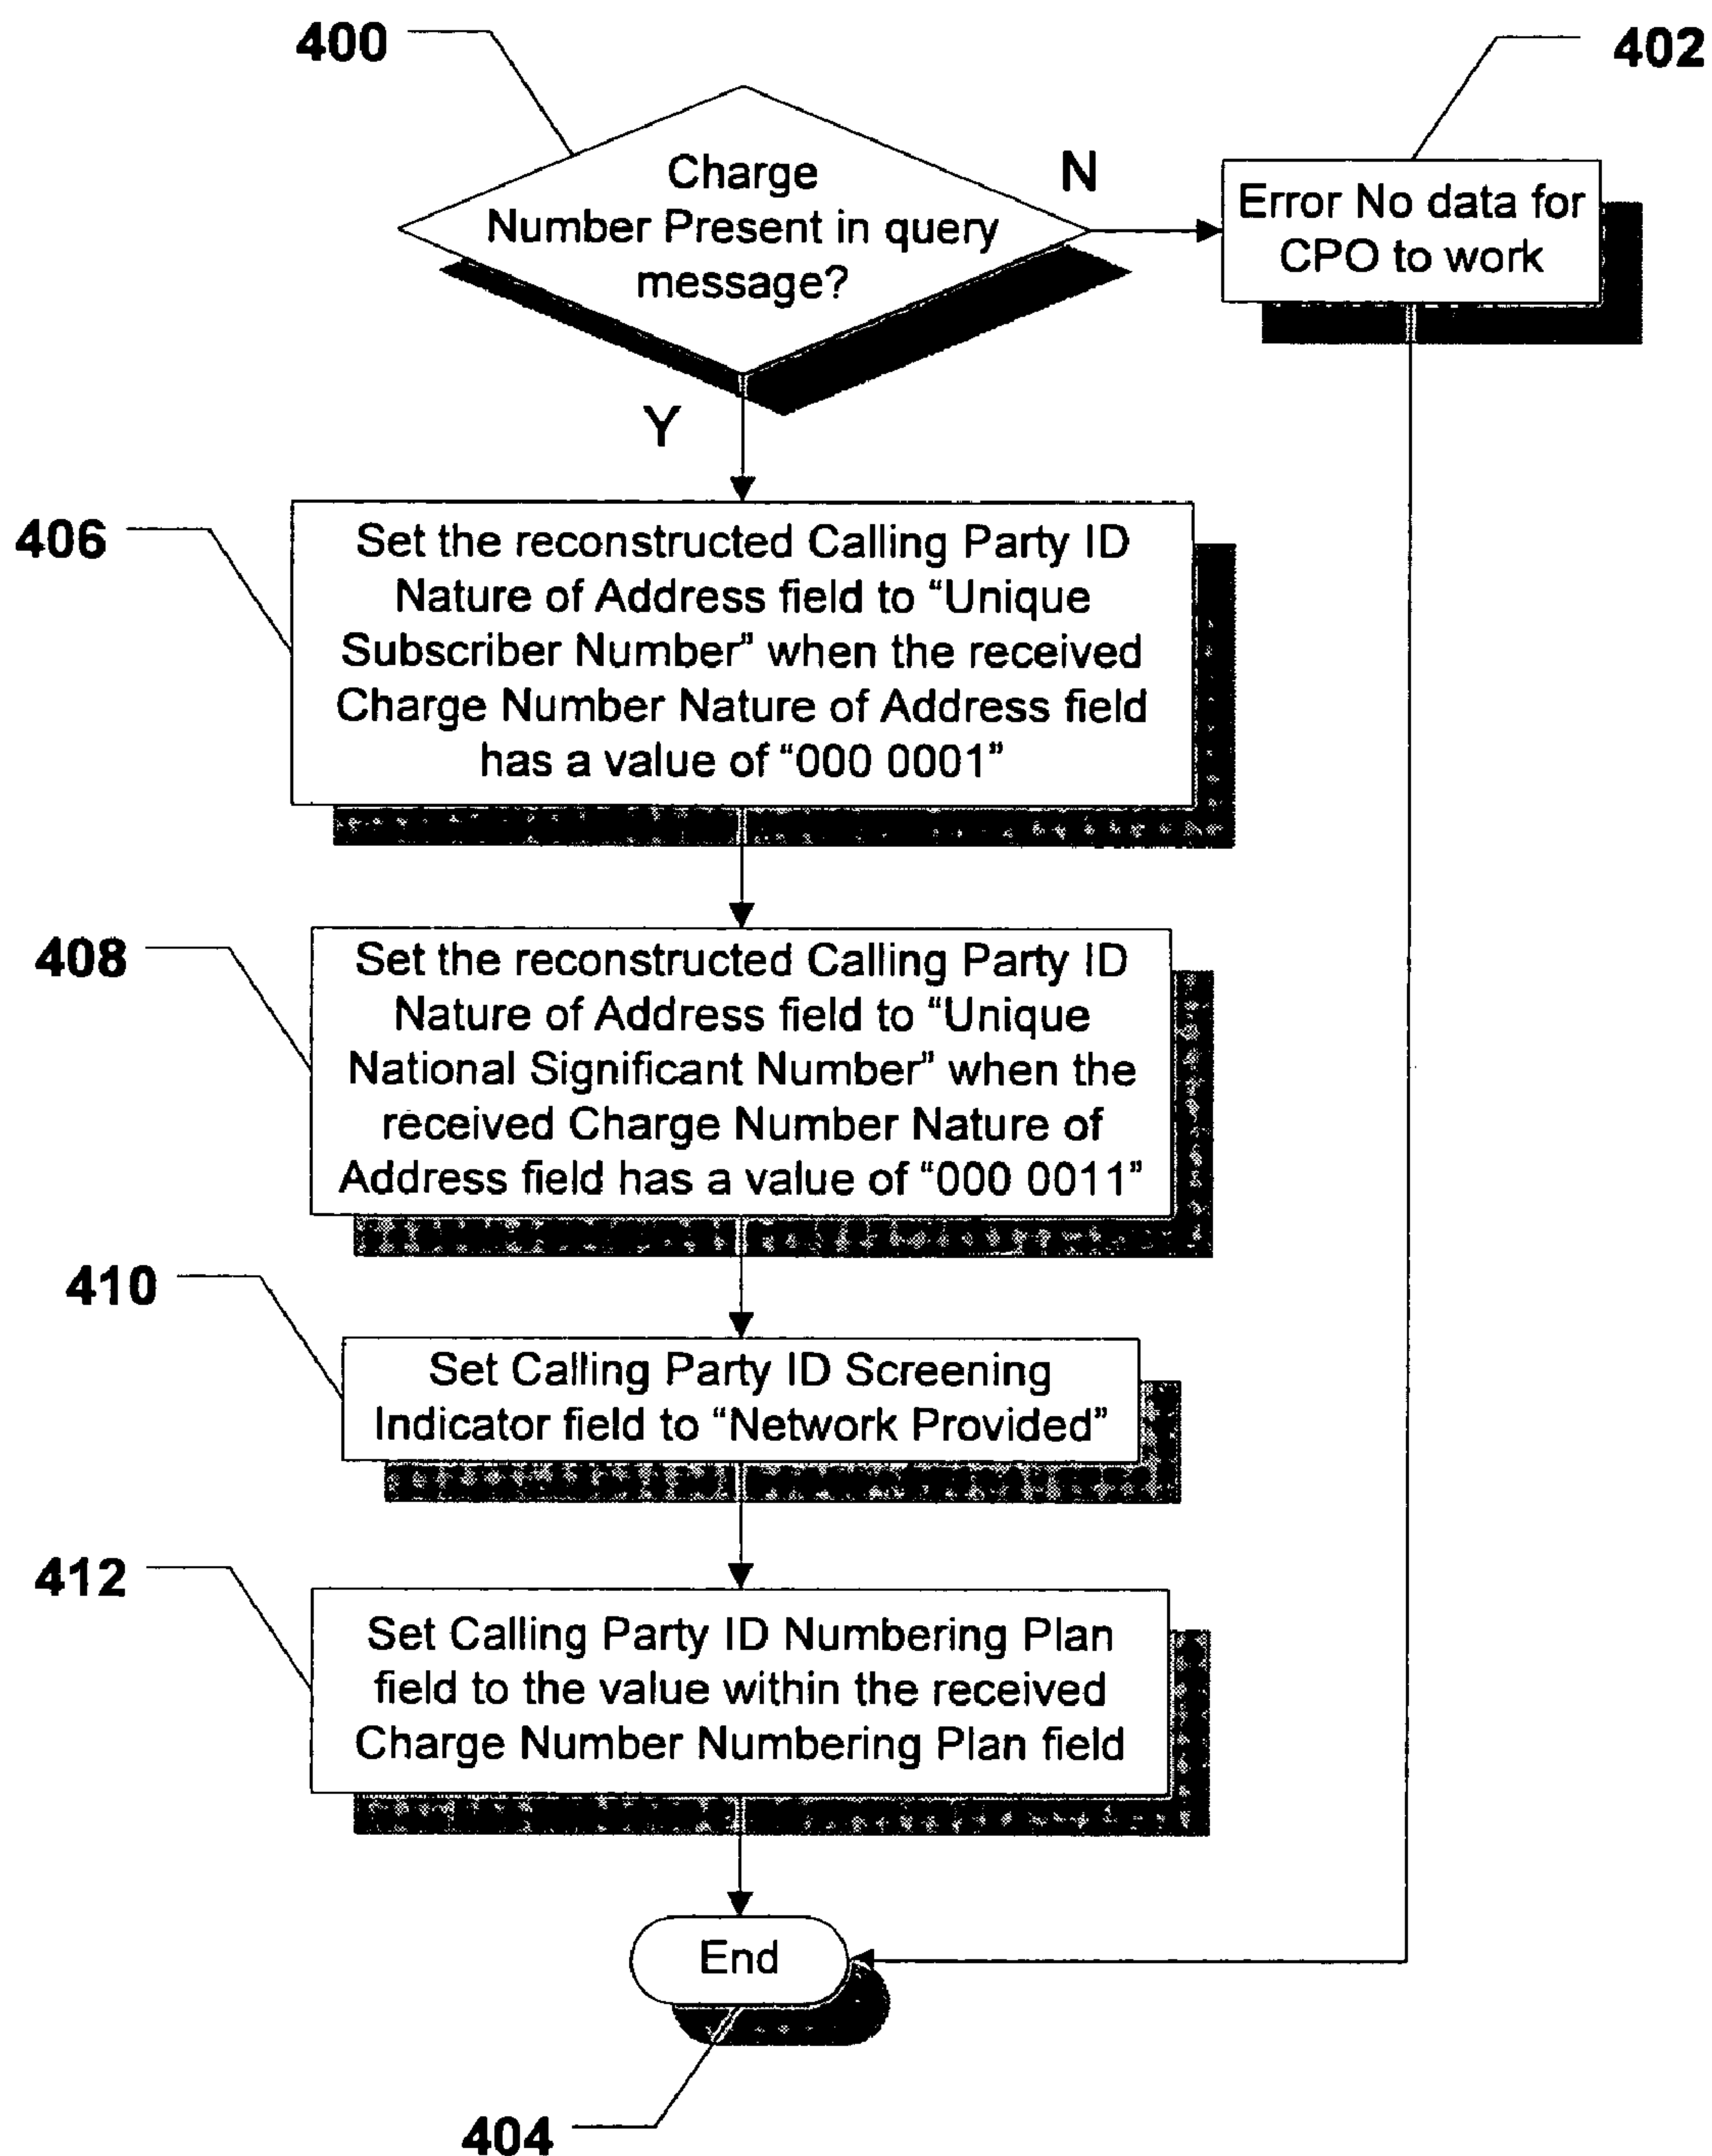 400
402
Charge
Number Present in query
message?
N
Error No data for
CPO to work
Y
406
Set the reconstructed Calling Party ID
Nature of Address field to “Unique
Subscriber Number” when the received
Charge Number Nature of Address field
has a value of “000 0001”
408
Set the reconstructed Calling Party ID
Nature of Address field to “Unique
National Significant Number” when the
received Charge Number Nature of
Address field has a value of “000 0011”
410
Set Calling Party ID Screening
Indicator field to “Network Provided”
412
Set Calling Party ID Numbering Plan
field to the value within the received
Charge Number Numbering Plan field
End
404